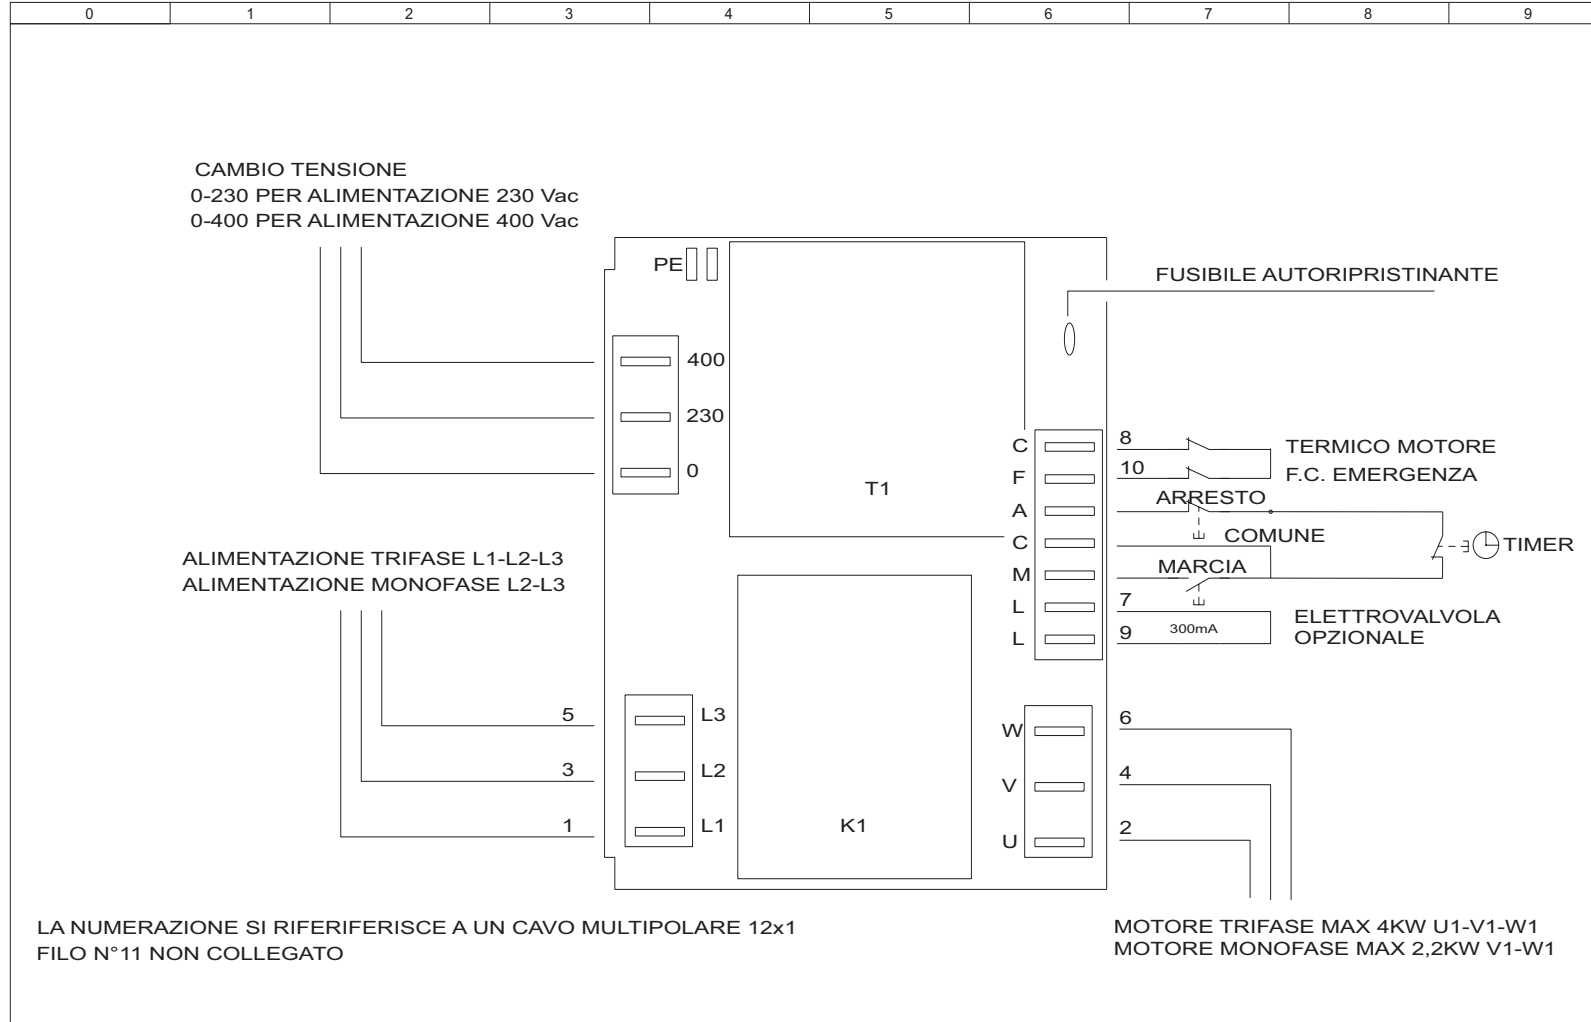 0 1 2 3 4 5 6 7 8 9
CAMBIO TENSIONE
0-230 PER ALIMENTAZIONE 230 Vac
0-400 PER ALIMENTAZIONE 400 Vac
PE
FUSIBILE AUTORIPRISTINANTE
400
230
0
T1
C 8 TERMICO MOTORE
F 10 F.C. EMERGENZA
A ARRESTO
C COMUNE
TIMER
M MARCIA
L 7 ELETTROVALVOLA
300mA
L 9 OPZIONALE
ALIMENTAZIONE TRIFASE L1-L2-L3
ALIMENTAZIONE MONOFASE L2-L3
5 L3
3 L2
1 L1
K1
W 6
V 4
U 2
LA NUMERAZIONE SI RIFERIFERISCE A UN CAVO MULTIPOLARE 12x1
FILO N°11 NON COLLEGATO
MOTORE TRIFASE MAX 4KW U1-V1-W1
MOTORE MONOFASE MAX 2,2KW V1-W1